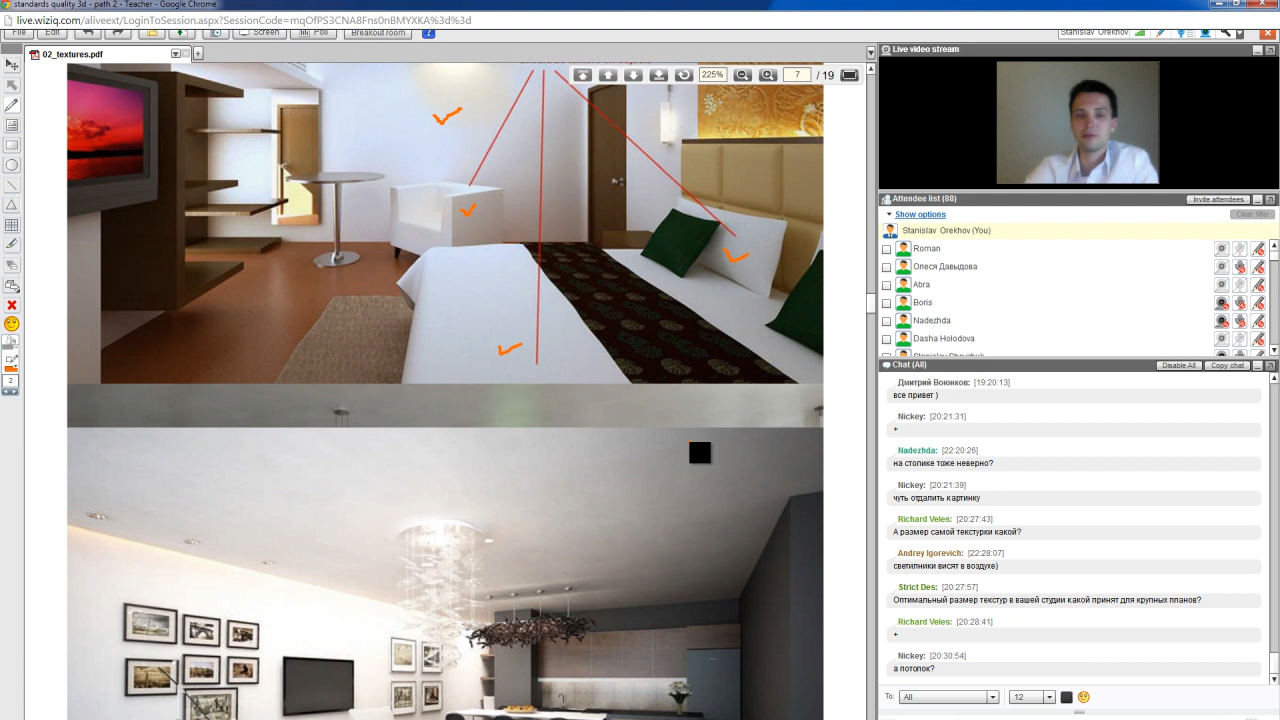 standards quality 3d - path 2 - Teacher - Google Chrome
live.wiziq.com/aliveext/LoginToSession.aspx?SessionCode=mqOfPS3CNA8Fns0nBMYXKA%3d%3d
File Edit Screen Poll Breakout room Stanislav Orekhov
02_textures.pdf
225% 7 / 19
2
Live video stream
Attendee list (88) Invite attendees
Show options Clear filter
Stanislav Orekhov (You)
Roman
Олеся Давыдова
Abra
Boris
Nadezhda
Dasha Holodova
Chat (All) Disable All Copy chat
Дмитрий Воюнков: [19:20:13]
все привет )
Nickey: [20:21:31]
+
Nadezhda: [22:20:26]
на столике тоже неверно?
Nickey: [20:21:39]
чуть отдалить картинку
Richard Veles: [20:27:43]
А размер самой текстурки какой?
Andrey Igorevich: [22:28:07]
светилники висят в воздухе)
Strict Des: [20:27:57]
Оптимальный размер текстур в вашей студии какой принят для крупных планов?
Richard Veles: [20:28:41]
+
Nickey: [20:30:54]
а потолок?
To: All 12